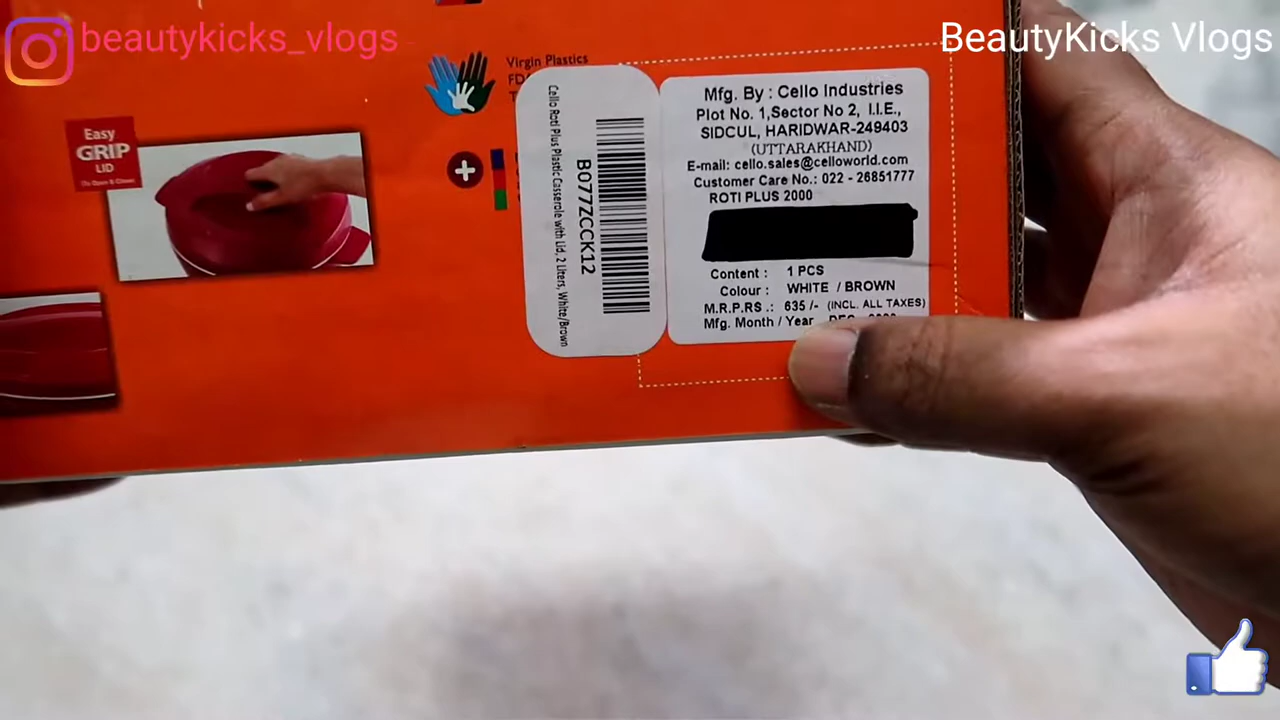 beautykicks_vlogs
BeautyKicks Vlogs
Easy
GRIP
LID
Virgin Plastics
Cello Roti Plus Plastic Casserole with Lid, 2 Liters, White/Brown
B077ZCCK12
Mfg. By : Cello Industries
Plot No. 1,Sector No 2, I.I.E.,
SIDCUL, HARIDWAR-249403
(UTTARAKHAND)
E-mail: cello.sales@celloworld.com
Customer Care No.: 022 - 26851777
ROTI PLUS 2000
Content : 1 PCS
Colour : WHITE / BROWN
M.R.P.RS .: 635 /- (INCL. ALL TAXES)
Mfg. Month / Year